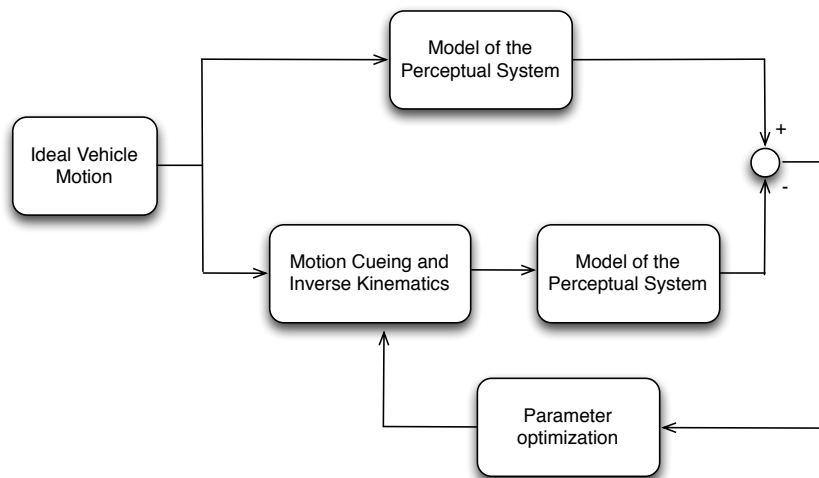 Model of the
Perceptual System
+
Ideal Vehicle
Motion
-
Motion Cueing and
Inverse Kinematics
Model of the
Perceptual System
Parameter
optimization